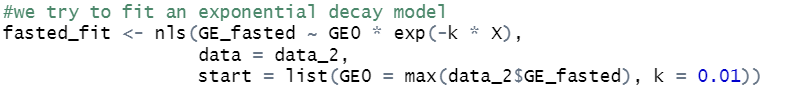 #we try to fit an exponential decay model
fasted_fit <- nls(GE_fasted ~ GE0 * exp(-k * X),
data = data_2,
start = list(GE0 = max(data_2$GE_fasted), k = 0.01))